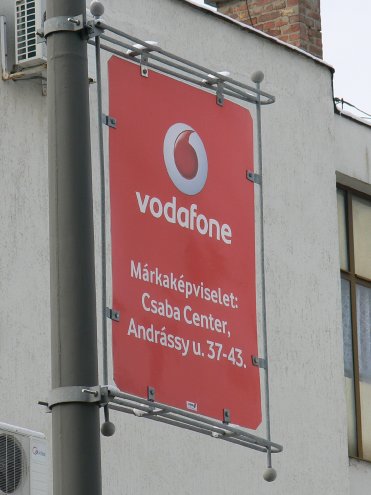 vodafone
Márkaképviselet:
Csaba Center,
Andrássy u. 37-43.